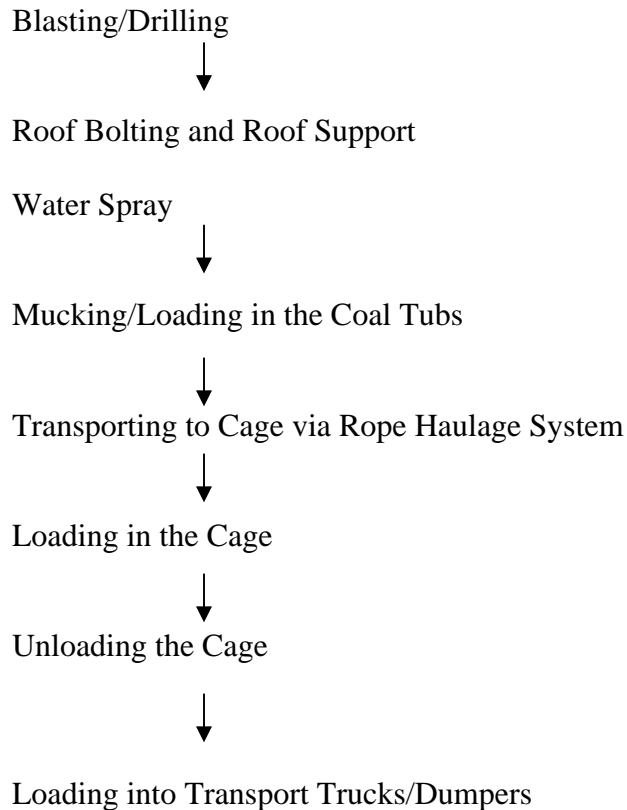 Blasting/Drilling
Roof Bolting and Roof Support
Water Spray
Mucking/Loading in the Coal Tubs
Transporting to Cage via Rope Haulage System
Loading in the Cage
Unloading the Cage
Loading into Transport Trucks/Dumpers